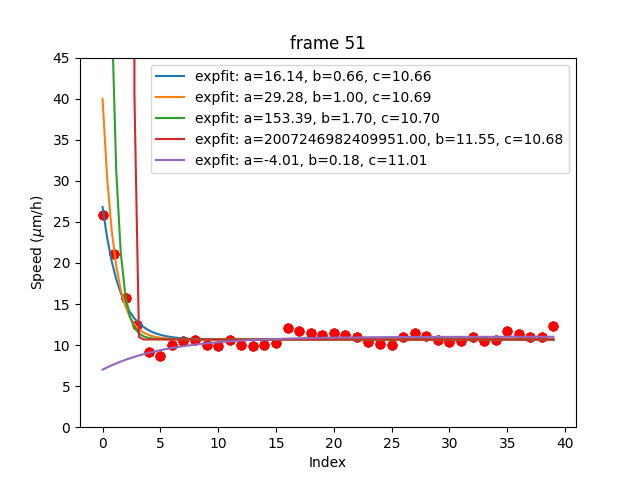 frame 51
45
40
35
30
25
20
15
10
5
0
Speed (μm/h)
expfit: a=16.14, b=0.66, c=10.66
expfit: a=29.28, b=1.00, c=10.69
expfit: a=153.39, b=1.70, c=10.70
expfit: a=2007246982409951.00, b=11.55, c=10.68
expfit: a=-4.01, b=0.18, c=11.01
0 5 10 15 20 25 30 35 40
Index